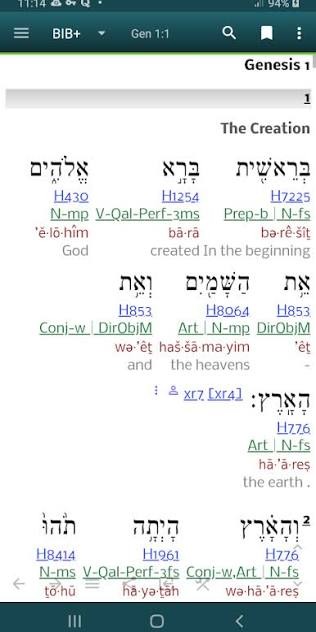 11:14 94%
BIB+ Gen 1:1
Genesis 1
1
The Creation
בְּרֵאשִׁ֖ית בָּרָ֣א אֱלֹהִ֑ים
H7225 H1254 H430
Prep-b | N-fs V-Qal-Perf-3ms N-mp
bə·rê·šîṯ bā·rā 'ĕ·lō·hîm
In the beginning created God
אֵ֥ת הַשָּׁמַ֖יִם וְאֵ֥ת
H853 H8064 H853
DirObjM Art | N-mp Conj-w | DirObjM
'êṯ haš·šā·ma·yim wə·'êṯ
- the heavens and
הָאָֽרֶץ׃ xr7 [xr4]
H776
Art | N-fs
hā·'ā·reṣ
the earth .
2 וְהָאָ֗רֶץ הָיְתָ֥ה תֹ֙הוּ֙
H776 H1961 H8414
Conj-w,Art | N-fs V-Qal-Perf-3fs N-ms
wə·hā·'ā·reṣ hā·yə·ṯāh ṯō·hū